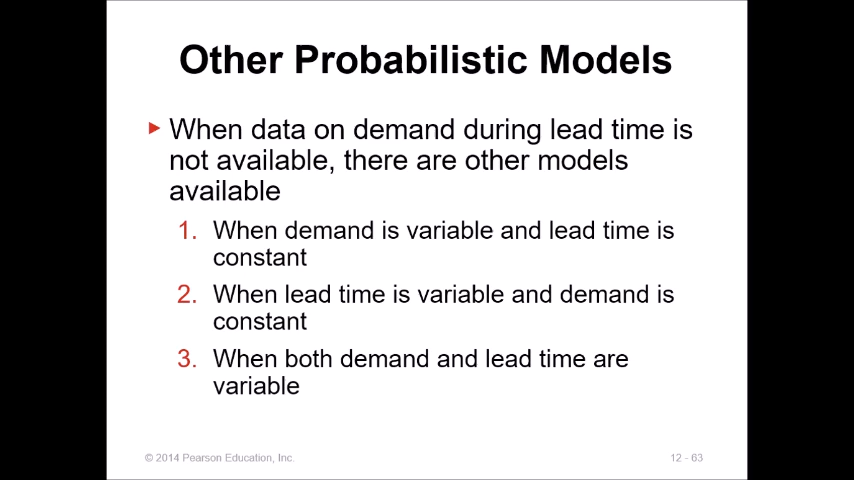 Other Probabilistic Models
When data on demand during lead time is
not available, there are other models
available
1. When demand is variable and lead time is
constant
2. When lead time is variable and demand is
constant
3. When both demand and lead time are
variable
© 2014 Pearson Education, Inc.
12 - 63